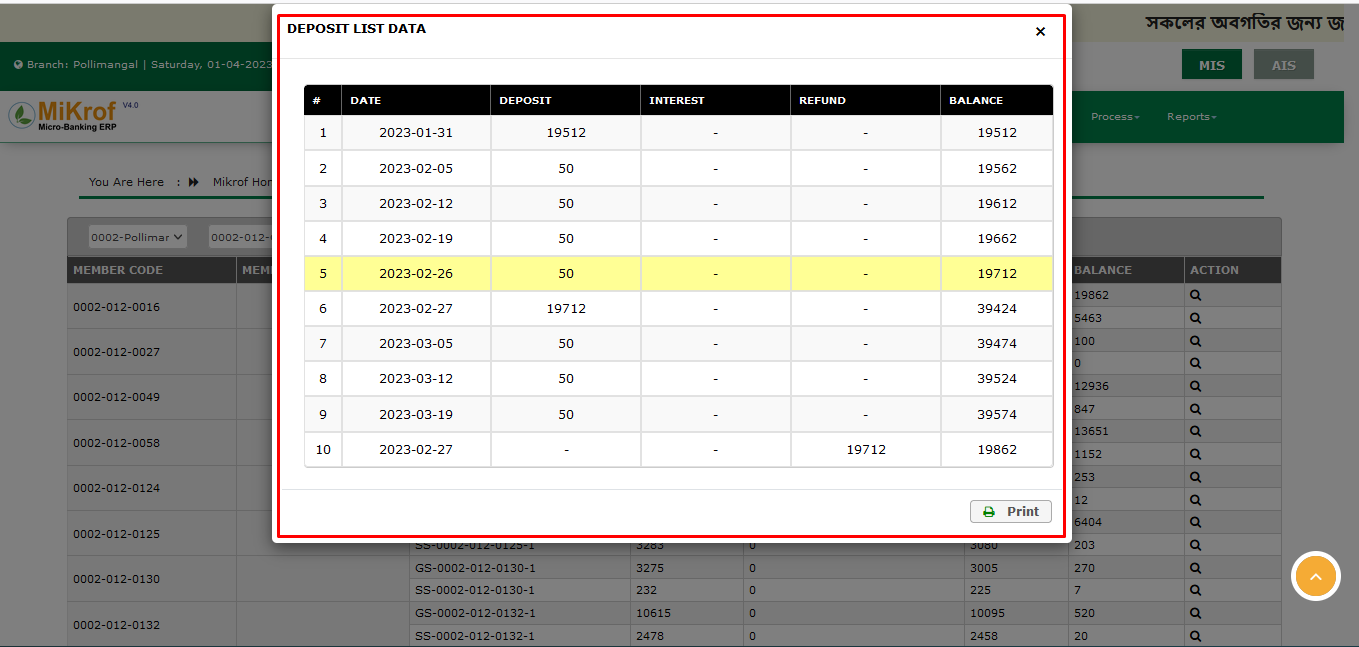 সকলের অবগতির জন্য জ
DEPOSIT LIST DATA ×
Branch: Pollimangal | Saturday, 01-04-2023
MIS AIS
MiKrof V4.0
Micro-Banking ERP
Process Reports
You Are Here : Mikrof Hor
0002-Pollimar 0002-012-
# DATE DEPOSIT INTEREST REFUND BALANCE
1 2023-01-31 19512 - - 19512
2 2023-02-05 50 - - 19562
3 2023-02-12 50 - - 19612
4 2023-02-19 50 - - 19662
5 2023-02-26 50 - - 19712
6 2023-02-27 19712 - - 39424
7 2023-03-05 50 - - 39474
8 2023-03-12 50 - - 39524
9 2023-03-19 50 - - 39574
10 2023-02-27 - - 19712 19862
Print
MEMBER CODE MEM BALANCE ACTION
0002-012-0016 19862
5463
0002-012-0027 100
0
0002-012-0049 12936
847
0002-012-0058 13651
1152
0002-012-0124 253
12
0002-012-0125 6404
SS-0002-012-0125-1 3283 0 3080 203
0002-012-0130 GS-0002-012-0130-1 3275 0 3005 270
SS-0002-012-0130-1 232 0 225 7
0002-012-0132 GS-0002-012-0132-1 10615 0 10095 520
SS-0002-012-0132-1 2478 0 2458 20